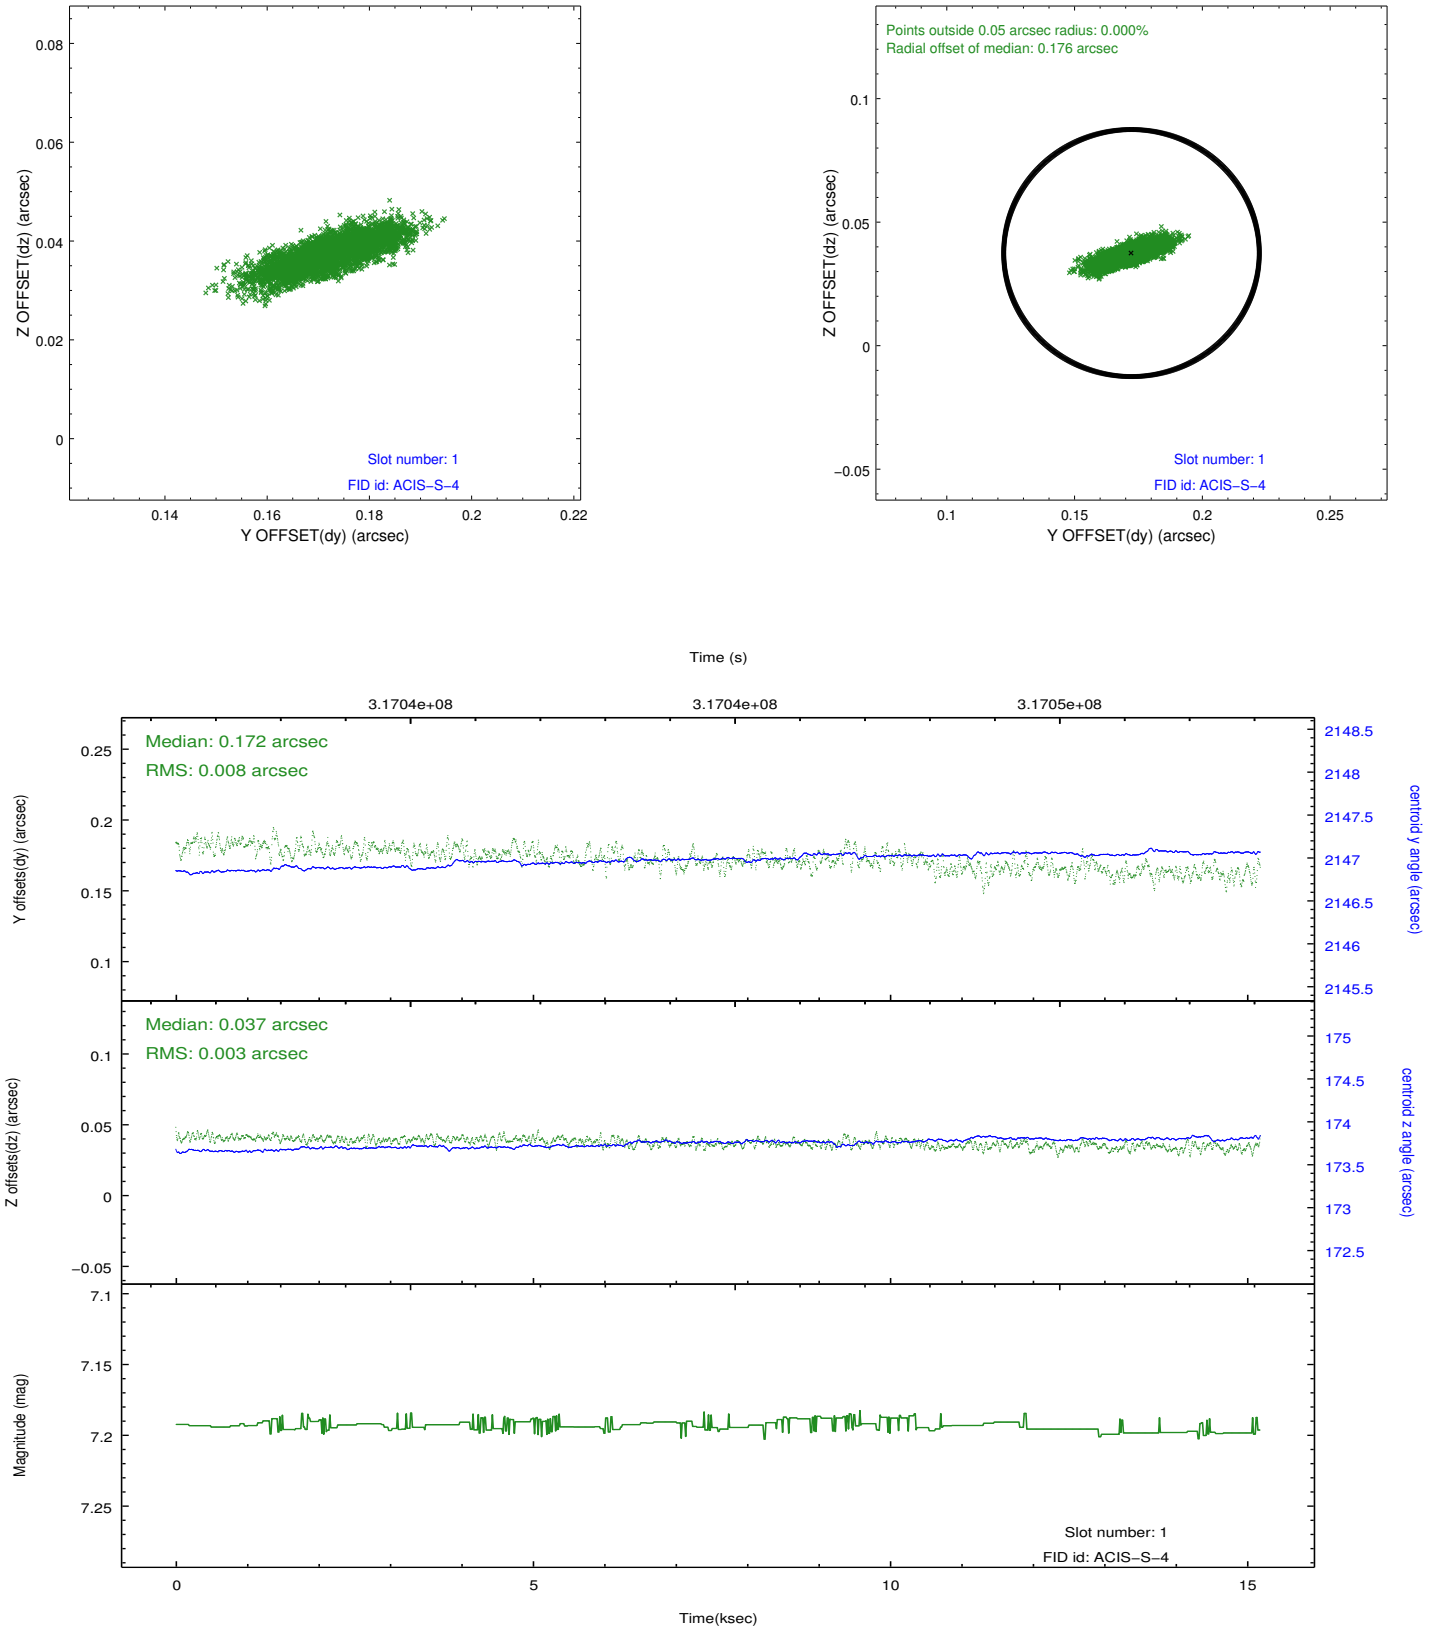 0.08
0.06
0.04
0.02
0
Z OFFSET(dz) (arcsec)
Slot number: 1
FID id: ACIS−S−4
0.14 0.16 0.18 0.2 0.22
Y OFFSET(dy) (arcsec)
Points outside 0.05 arcsec radius: 0.000%
Radial offset of median: 0.176 arcsec
0.1
0.05
0
−0.05
Z OFFSET(dz) (arcsec)
Slot number: 1
FID id: ACIS−S−4
0.1 0.15 0.2 0.25
Y OFFSET(dy) (arcsec)
Time (s)
3.1704e+08 3.1704e+08 3.1705e+08
Median: 0.172 arcsec
RMS: 0.008 arcsec
0.25
0.2
0.15
0.1
Y offsets(dy) (arcsec)
2148.5
2148
2147.5
2147
2146.5
2146
2145.5
centroid y angle (arcsec)
Median: 0.037 arcsec
RMS: 0.003 arcsec
0.1
0.05
0
−0.05
Z offsets(dz) (arcsec)
175
174.5
174
173.5
173
172.5
centroid z angle (arcsec)
7.1
7.15
7.2
7.25
Magnitude (mag)
Slot number: 1
FID id: ACIS−S−4
0 5 10 15
Time(ksec)